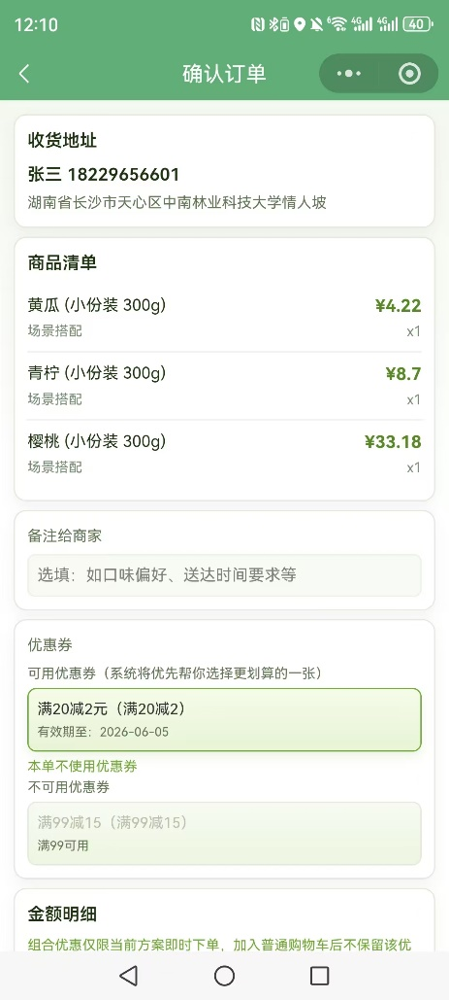 12:10
6 4G 4G 40
确认订单
收货地址
张三 18229656601
湖南省长沙市天心区中南林业科技大学情人坡
商品清单
黄瓜 (小份装 300g) ¥4.22
场景搭配 x1
青柠 (小份装 300g) ¥8.7
场景搭配 x1
樱桃 (小份装 300g) ¥33.18
场景搭配 x1
备注给商家
选填：如口味偏好、送达时间要求等
优惠券
可用优惠券（系统将优先帮你选择更划算的一张）
满20减2元（满20减2）
有效期至：2026-06-05
本单不使用优惠券
不可用优惠券
满99减15（满99减15）
满99可用
金额明细
组合优惠仅限当前方案即时下单，加入普通购物车后不保留该优